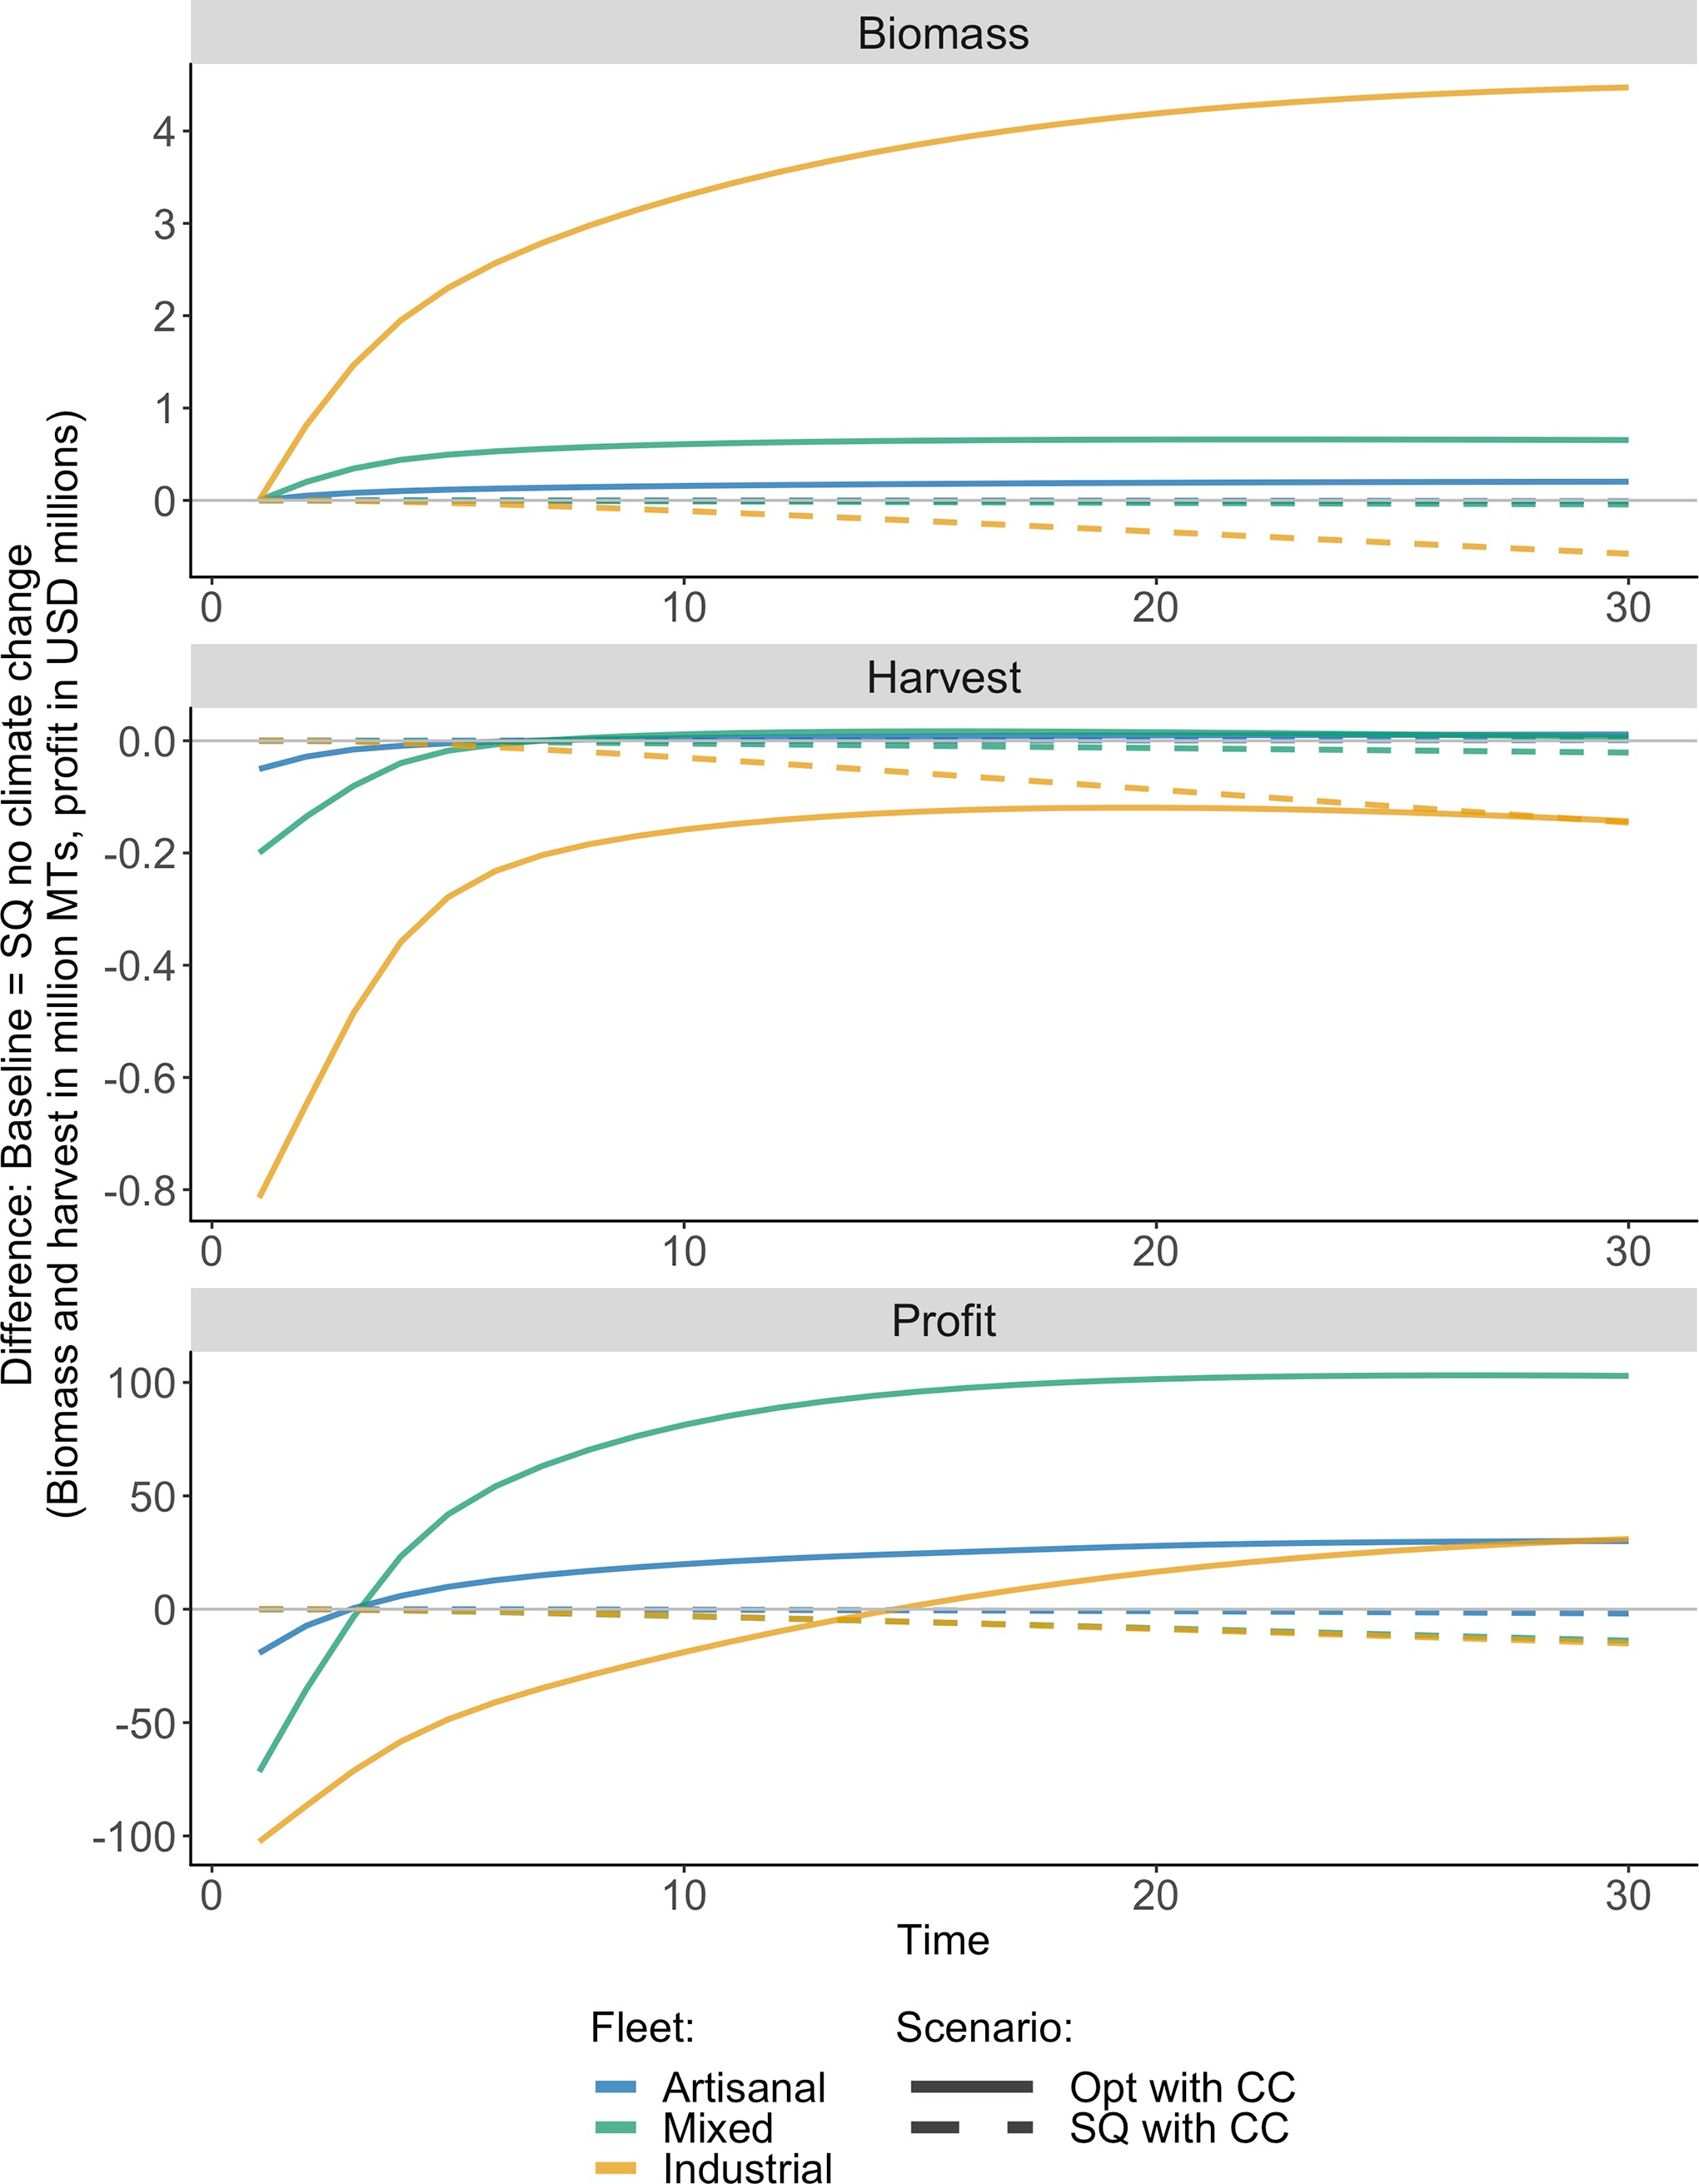 Difference: Baseline = SQ no climate change
(Biomass and harvest in million MTs, profit in USD millions)
Biomass
4
3
2
1
0
0 10 20 30
Harvest
0.0
-0.2
-0.4
-0.6
-0.8
0 10 20 30
Profit
100
50
0
-50
-100
0 10 20 30
Time
Fleet: Scenario:
Artisanal Opt with CC
Mixed SQ with CC
Industrial